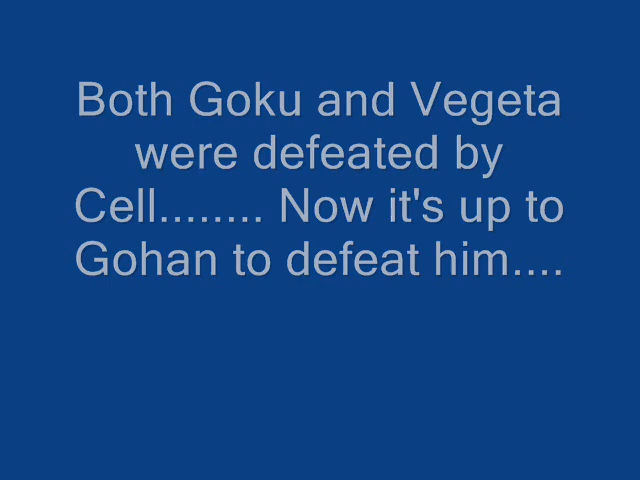 Both Goku and Vegeta
were defeated by
Cell........ Now it's up to
Gohan to defeat him....